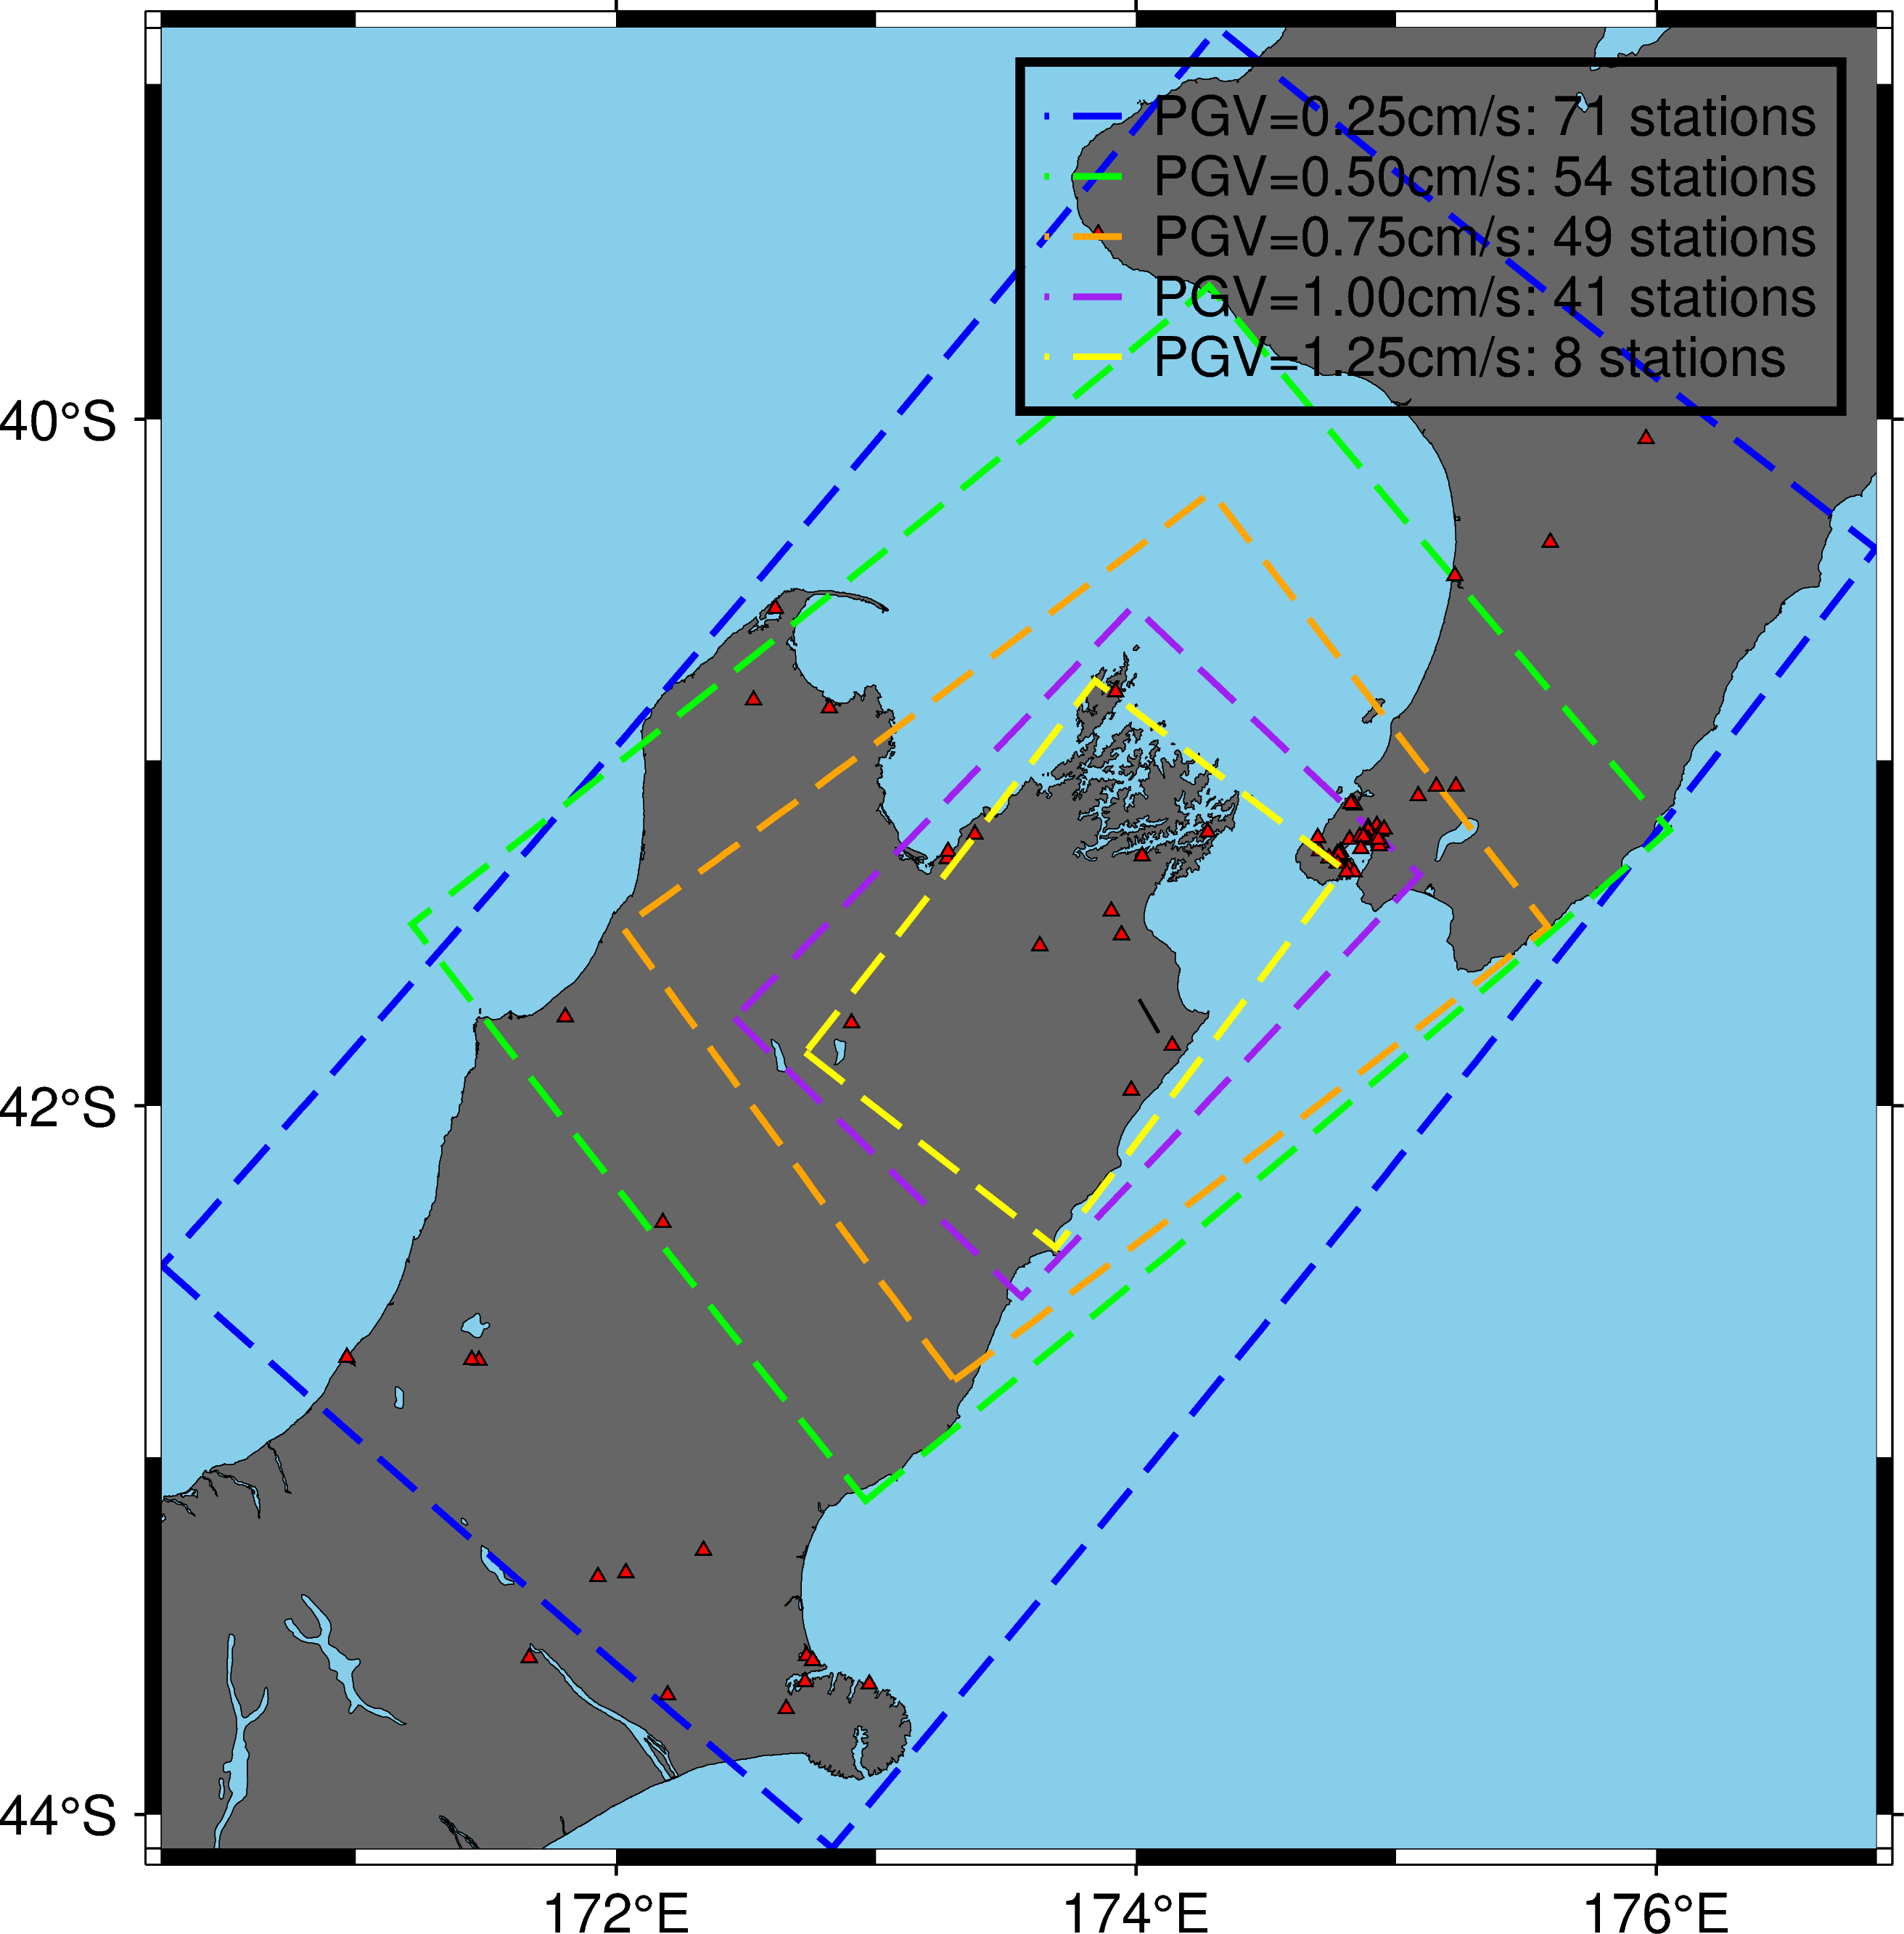 PGV=0.25cm/s: 71 stations
PGV=0.50cm/s: 54 stations
PGV=0.75cm/s: 49 stations
PGV=1.00cm/s: 41 stations
PGV=1.25cm/s: 8 stations
40°S
42°S
44°S
172°E 174°E 176°E